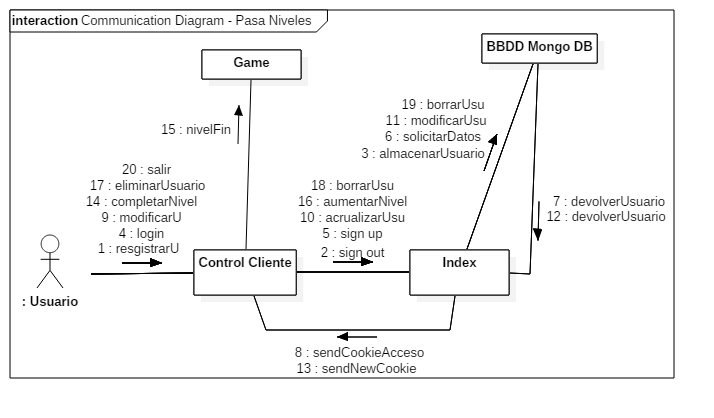 interaction Communication Diagram - Pasa Niveles
Game
BBDD Mongo DB
15 : nivelFin
19 : borrarUsu
11 : modificarUsu
6 : solicitarDatos
3 : almacenarUsuario
20 : salir
17 : eliminarUsuario
14 : completarNivel
9 : modificarU
4 : login
1 : resgistrarU
18 : borrarUsu
16 : aumentarNivel
10 : acrualizarUsu
5 : sign up
2 : sign out
7 : devolverUsuario
12 : devolverUsuario
Control Cliente
Index
: Usuario
8 : sendCookieAcceso
13 : sendNewCookie